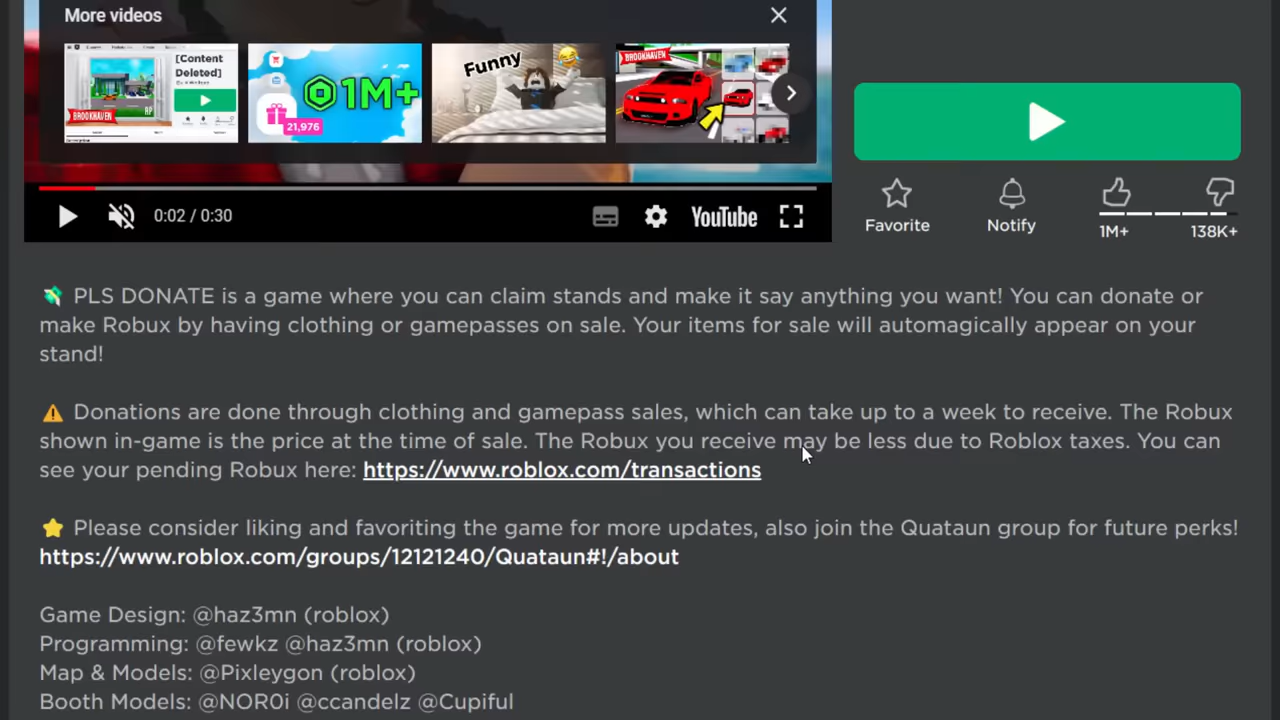 More videos
[Content Deleted]
BROOKHAVEN RP
1M+
21,976
Funny
BROOKHAVEN
0:02 / 0:30
YouTube
Favorite
Notify
1M+
138K+
💸 PLS DONATE is a game where you can claim stands and make it say anything you want! You can donate or
make Robux by having clothing or gamepasses on sale. Your items for sale will automagically appear on your
stand!
⚠️ Donations are done through clothing and gamepass sales, which can take up to a week to receive. The Robux
shown in-game is the price at the time of sale. The Robux you receive may be less due to Roblox taxes. You can
see your pending Robux here: https://www.roblox.com/transactions
⭐ Please consider liking and favoriting the game for more updates, also join the Quataun group for future perks!
https://www.roblox.com/groups/12121240/Quataun#!/about
Game Design: @haz3mn (roblox)
Programming: @fewkz @haz3mn (roblox)
Map & Models: @Pixleygon (roblox)
Booth Models: @NOR0i @ccandelz @Cupiful